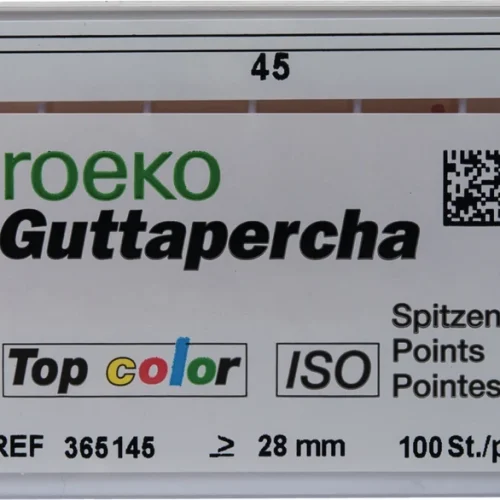 45
roeko
Guttapercha
Top color
ISO
Spitzen
Points
Pointes
REF 365145 ≥ 28 mm 100 St./p